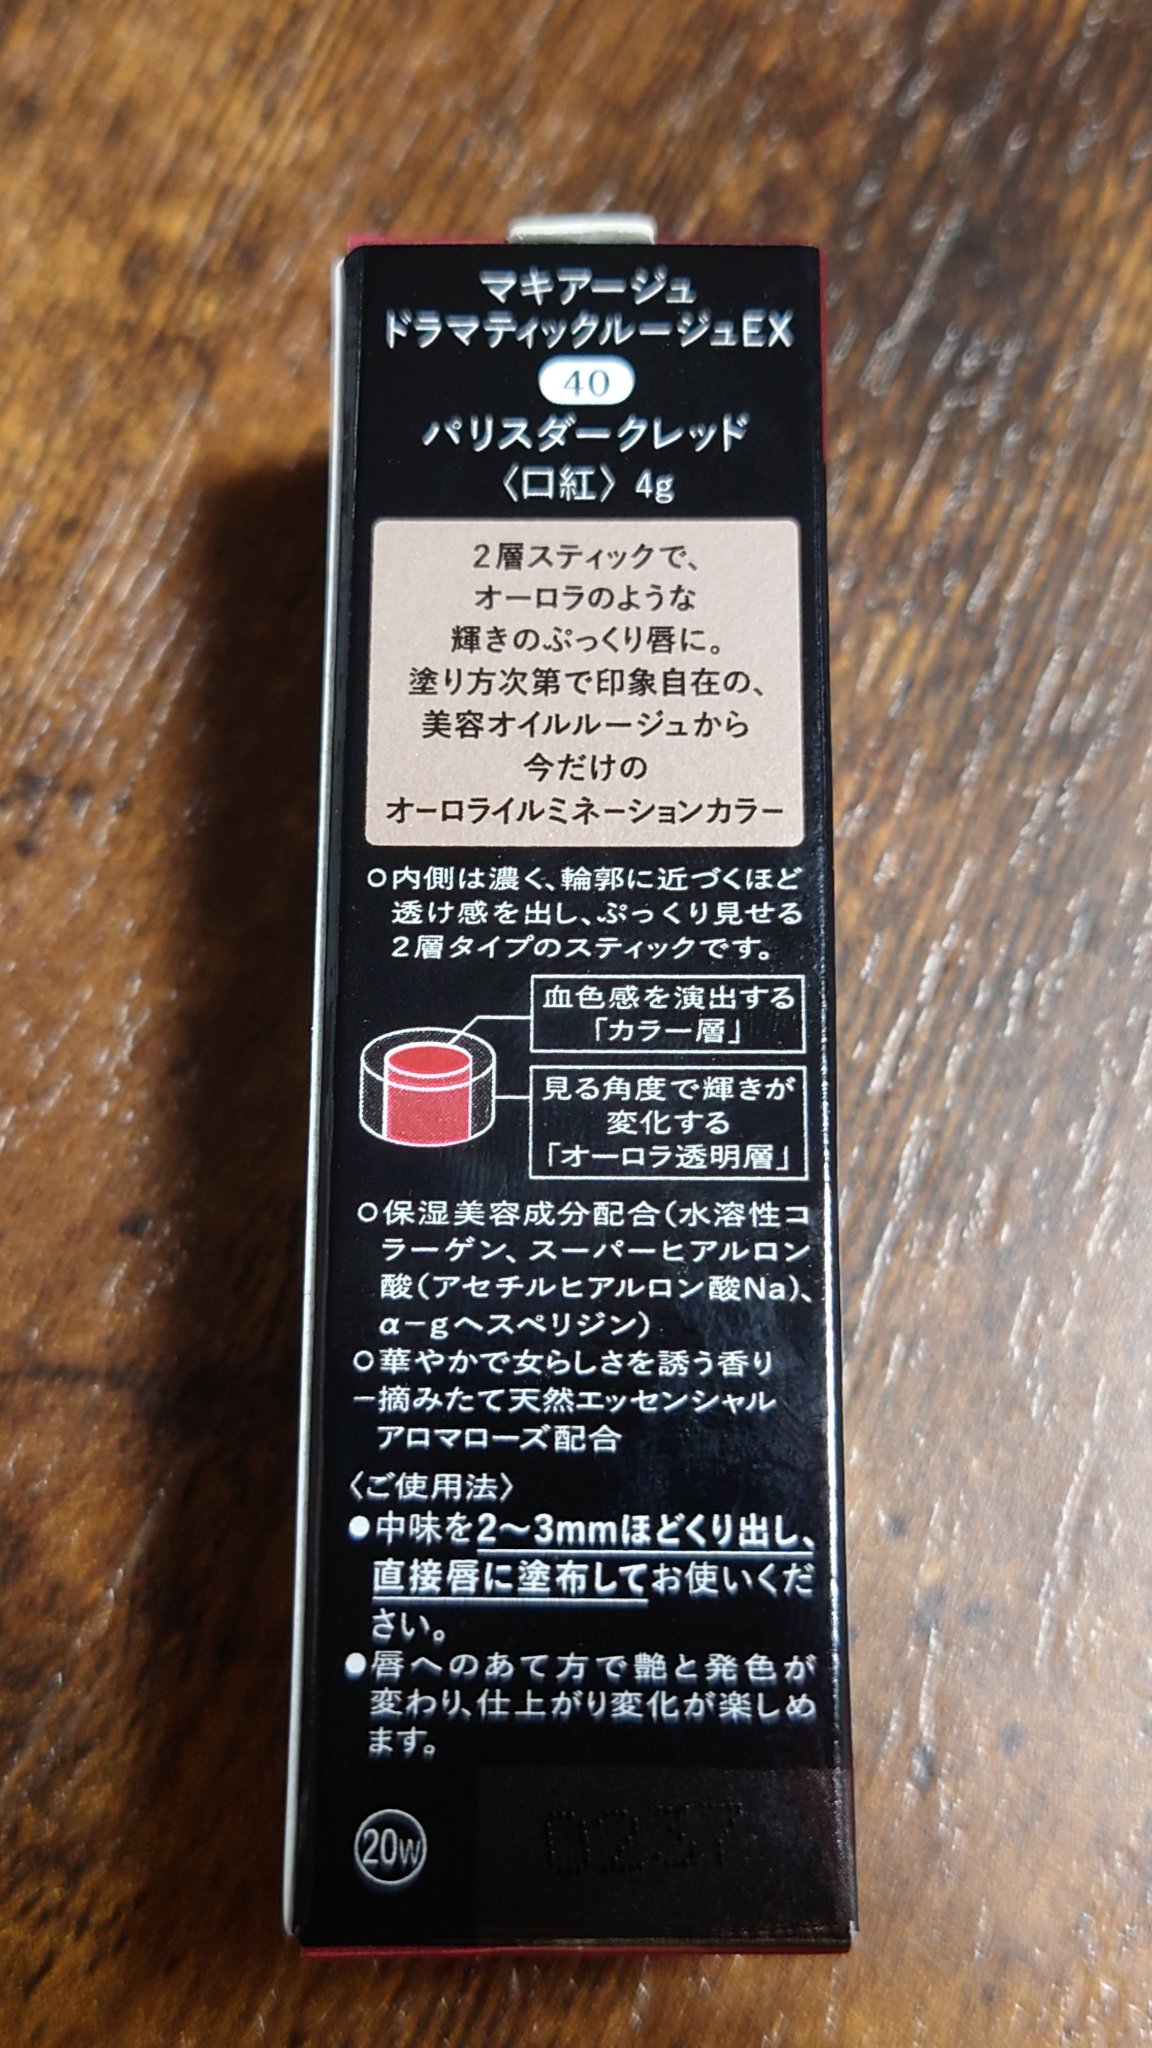 マキアージュ
ドラマティックルージュEX
40
パリスダークレッド
〈口紅〉4g
2層スティックで、
オーロラのような
輝きのぷっくり唇に。
塗り方次第で印象自在の、
美容オイルルージュから
今だけの
オーロライルミネーションカラー
○内側は濃く、輪郭に近づくほど
透け感を出し、ぷっくり見せる
2層タイプのスティックです。
血色感を演出する
「カラー層」
見る角度で輝きが
変化する
「オーロラ透明層」
○保湿美容成分配合(水溶性コ
ラーゲン、スーパーヒアルロン
酸(アセチルヒアルロン酸Na)、
α-gヘスペリジン)
○華やかで女らしさを誘う香り
-摘みたて天然エッセンシャル
アロマローズ配合
〈ご使用法〉
●中味を2〜3mmほどくり出し、
直接唇に塗布してお使いくだ
さい。
●唇へのあて方で艶と発色が
変わり、仕上がり変化が楽しめ
ます。
20W
0237